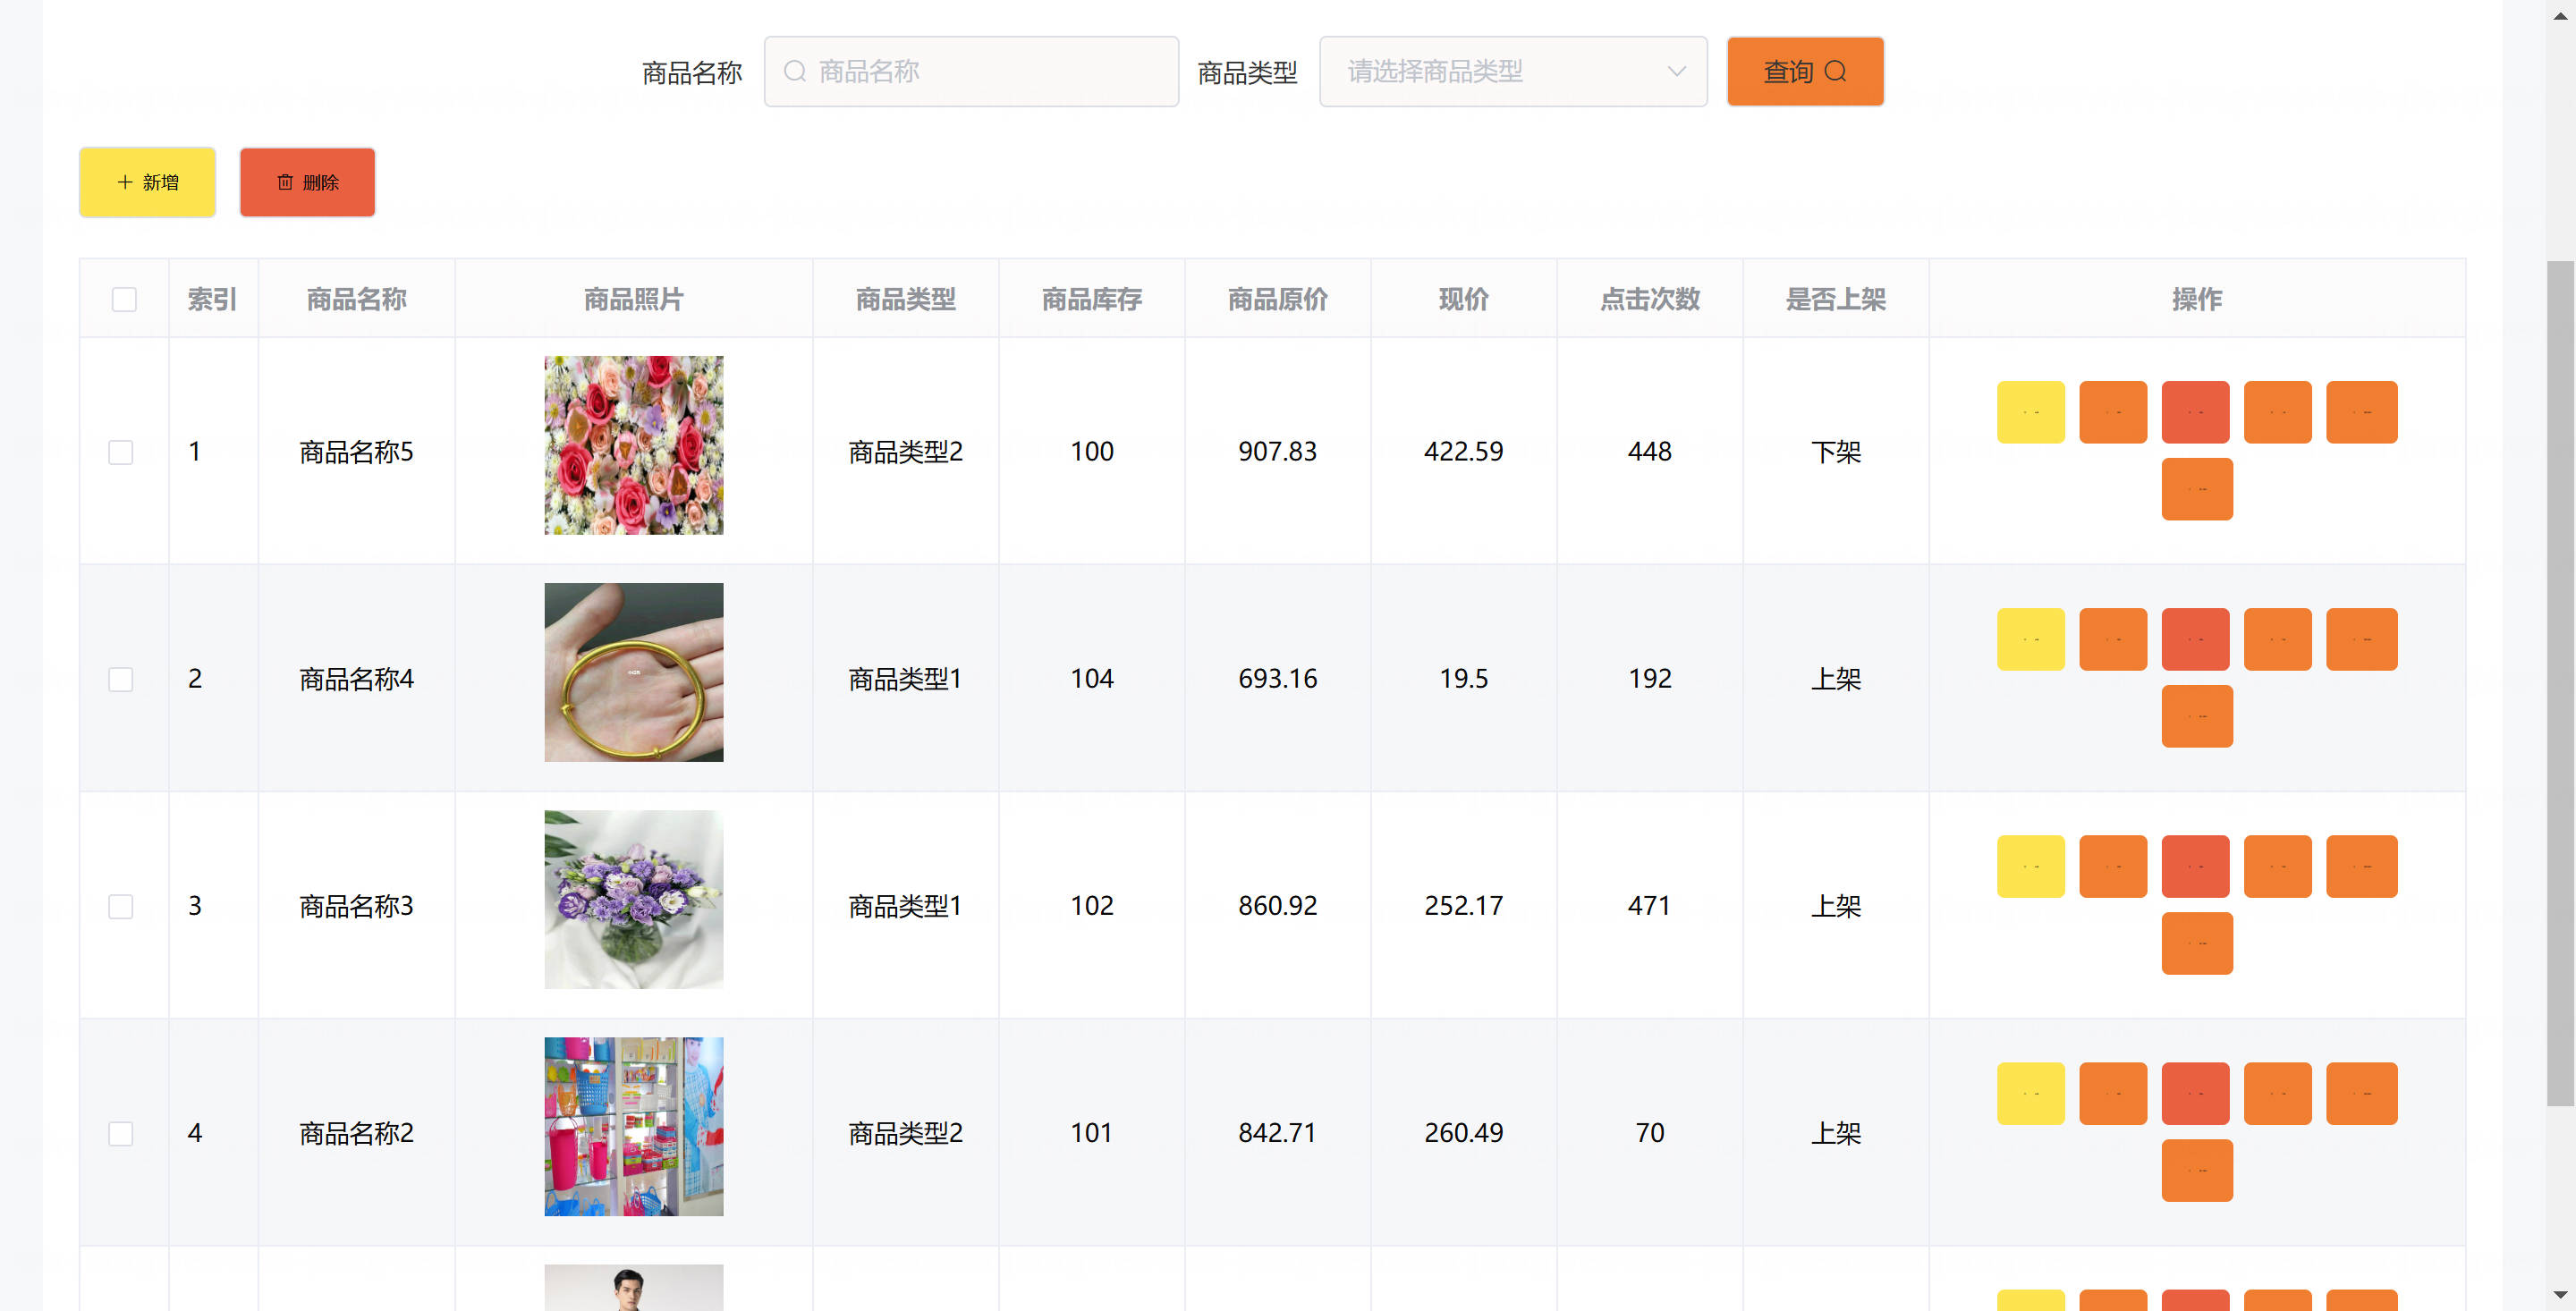 商品名称 商品名称 商品类型 请选择商品类型 查询
新增 删除
索引 商品名称 商品照片 商品类型 商品库存 商品原价 现价 点击次数 是否上架 操作
1 商品名称5 商品类型2 100 907.83 422.59 448 下架
2 商品名称4 商品类型1 104 693.16 19.5 192 上架
3 商品名称3 商品类型1 102 860.92 252.17 471 上架
4 商品名称2 商品类型2 101 842.71 260.49 70 上架